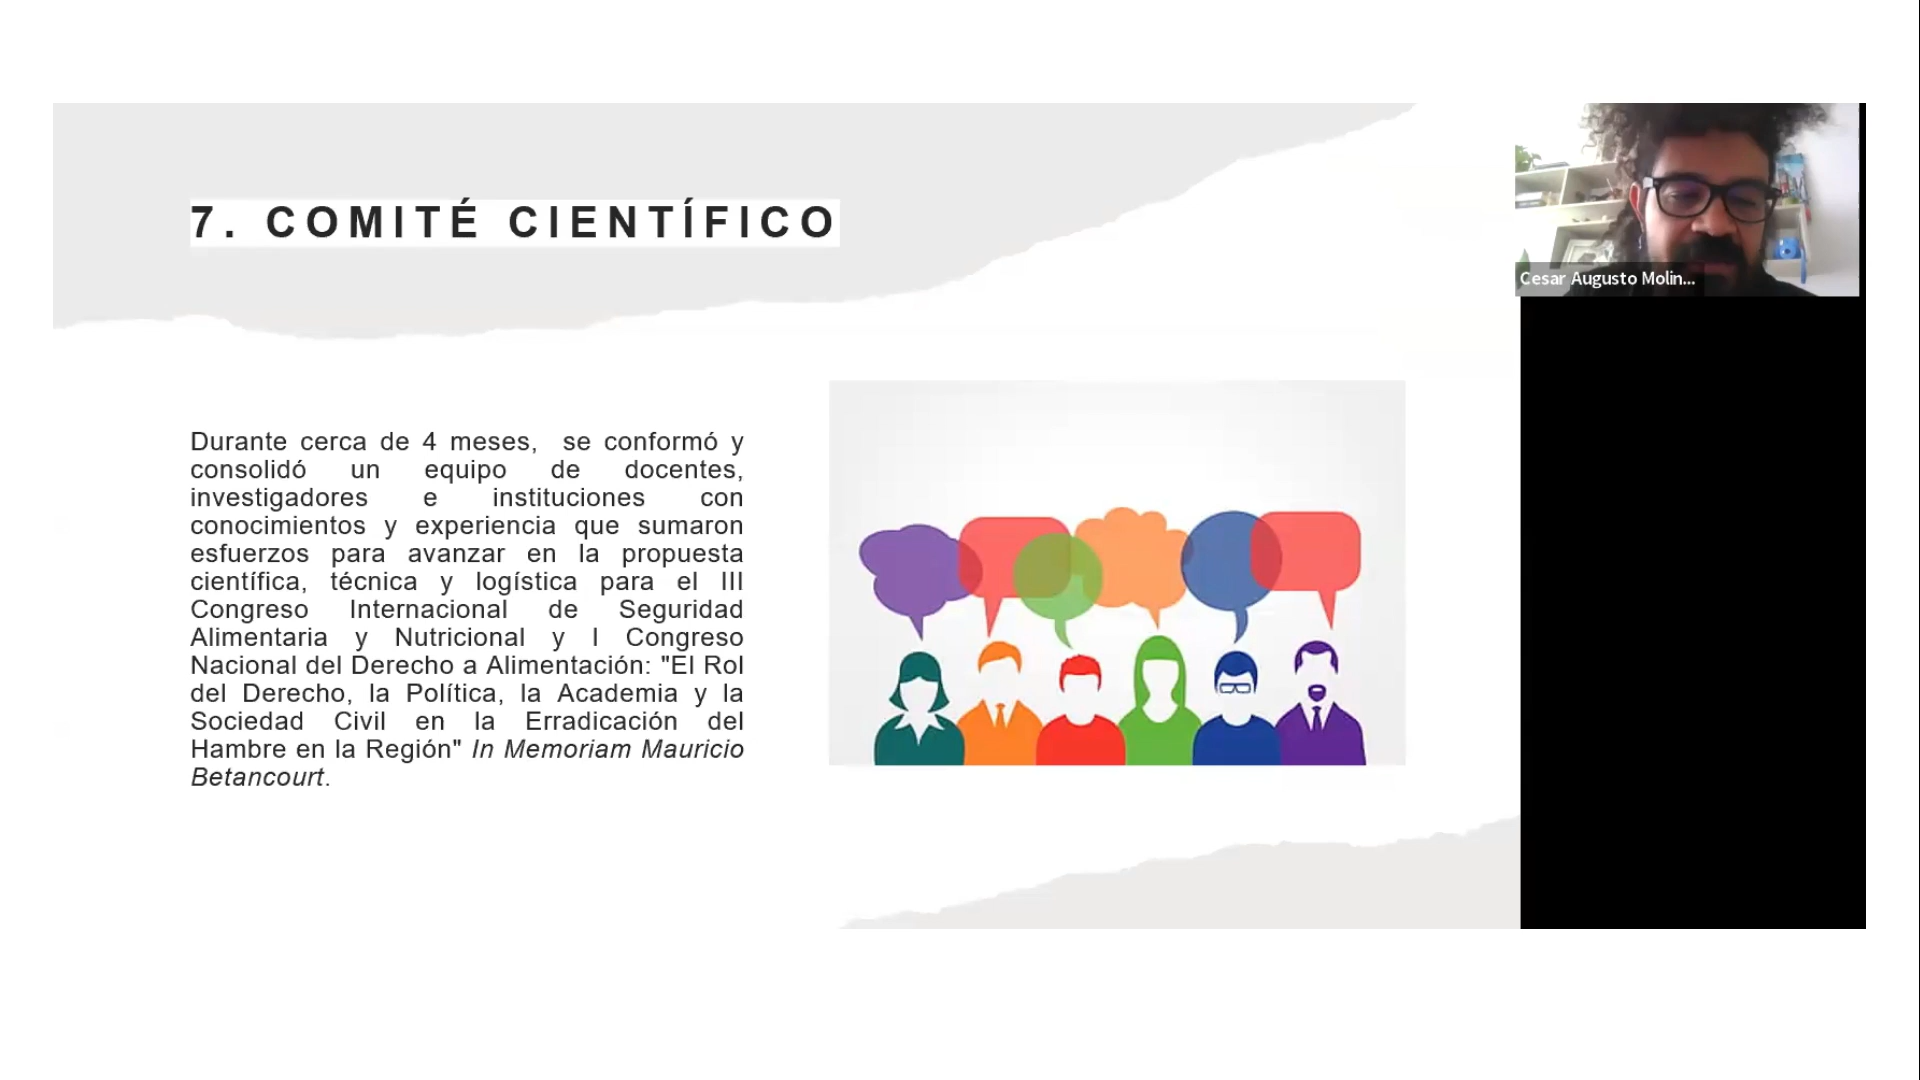 7. COMITÉ CIENTÍFICO
Cesar Augusto Molin...
Durante cerca de 4 meses, se conformó y
consolidó un equipo de docentes,
investigadores e instituciones con
conocimientos y experiencia que sumaron
esfuerzos para avanzar en la propuesta
científica, técnica y logística para el III
Congreso Internacional de Seguridad
Alimentaria y Nutricional y I Congreso
Nacional del Derecho a Alimentación: "El Rol
del Derecho, la Política, la Academia y la
Sociedad Civil en la Erradicación del
Hambre en la Región" In Memoriam Mauricio
Betancourt.